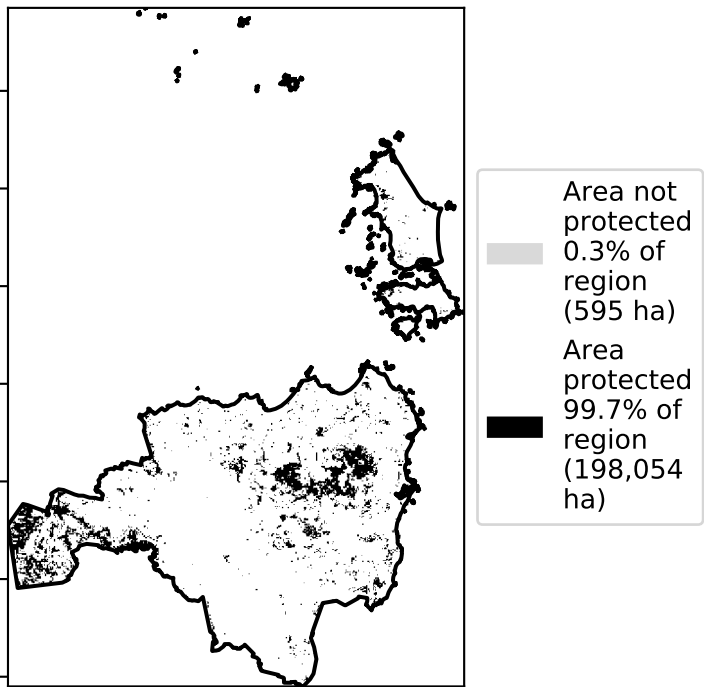 Area not
protected
0.3% of
region
(595 ha)
Area
protected
99.7% of
region
(198,054
ha)